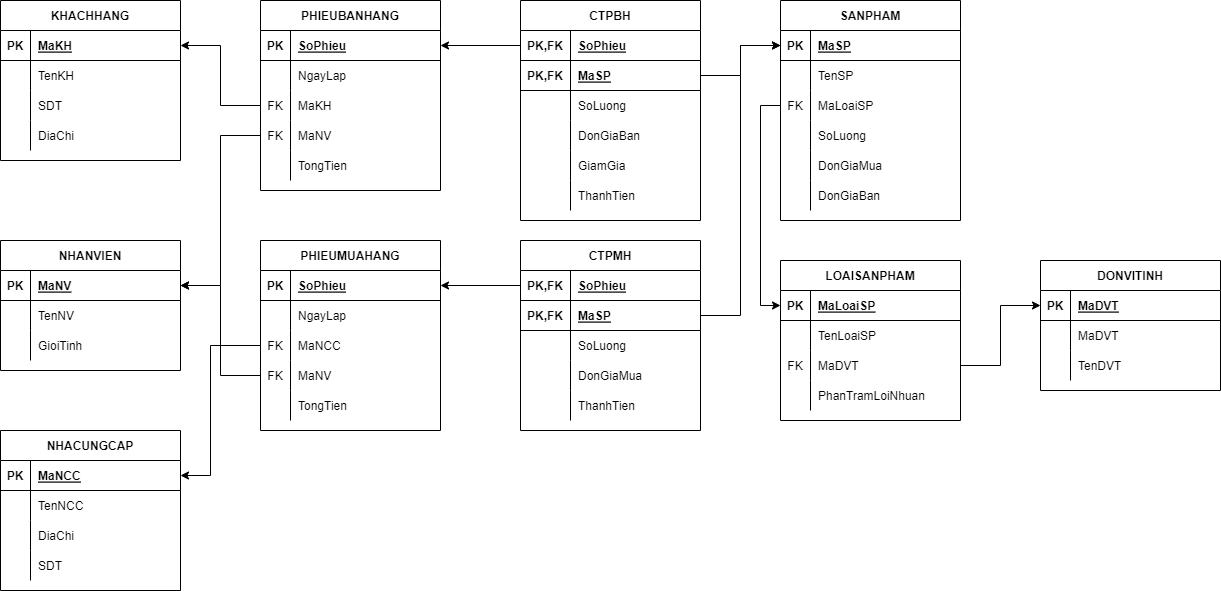 KHACHHANG
PK MaKH
TenKH
SDT
DiaChi
PHIEUBANHANG
PK SoPhieu
NgayLap
FK MaKH
FK MaNV
TongTien
CTPBH
PK,FK SoPhieu
PK,FK MaSP
SoLuong
DonGiaBan
GiamGia
ThanhTien
SANPHAM
PK MaSP
TenSP
FK MaLoaiSP
SoLuong
DonGiaMua
DonGiaBan
NHANVIEN
PK MaNV
TenNV
GioiTinh
PHIEUMUAHANG
PK SoPhieu
NgayLap
FK MaNCC
FK MaNV
TongTien
CTPMH
PK,FK SoPhieu
PK,FK MaSP
SoLuong
DonGiaMua
ThanhTien
LOAISANPHAM
PK MaLoaiSP
TenLoaiSP
FK MaDVT
PhanTramLoiNhuan
DONVITINH
PK MaDVT
MaDVT
TenDVT
NHACUNGCAP
PK MaNCC
TenNCC
DiaChi
SDT